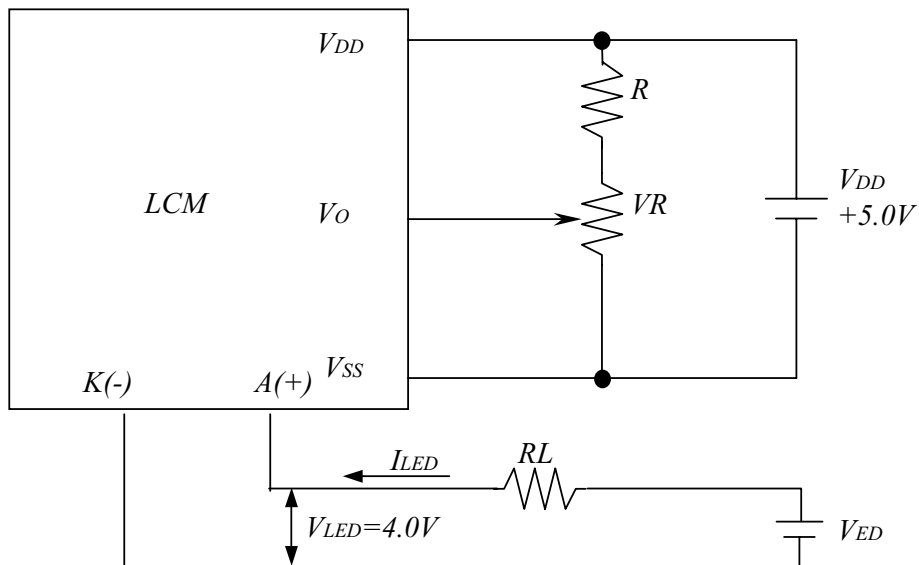 VDD
R
LCM
VO
VR
VDD
+5.0V
VSS
K(-)
A(+)
ILED
RL
VLED=4.0V
VED